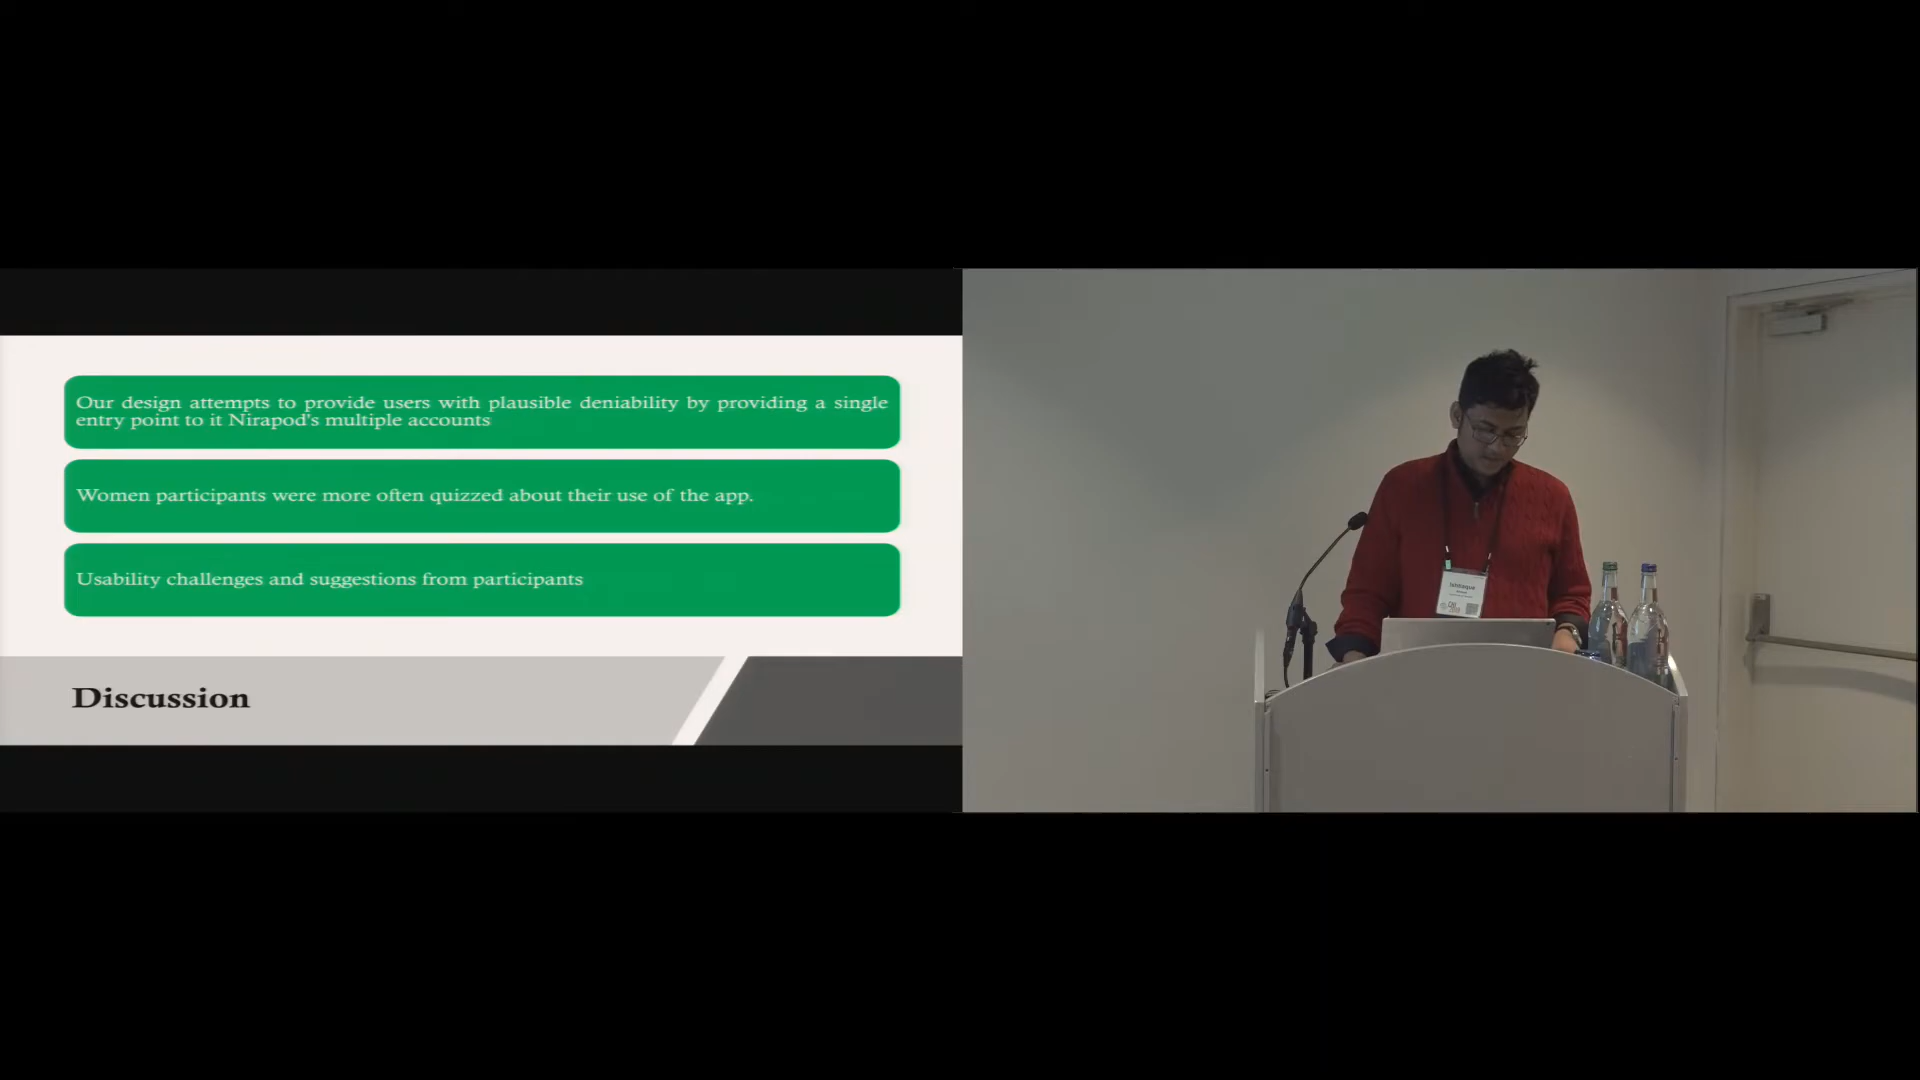 Our design attempts to provide users with plausible deniability by providing a single
entry point to it Nirapod's multiple accounts
Women participants were more often quizzed about their use of the app.
Usability challenges and suggestions from participants
Discussion
Ishtiaque
CHI